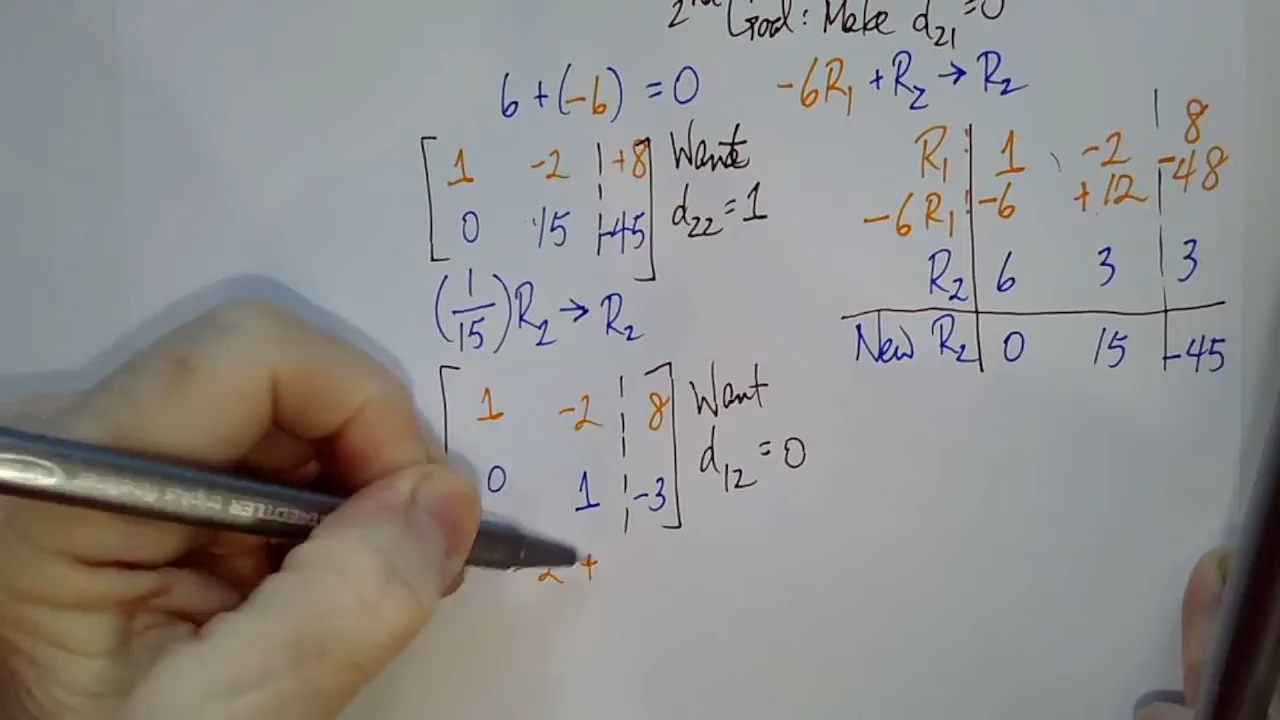 2nd Goal: Make d21 = 0
6 + (-6) = 0 -6R1 + R2 → R2
[ 1 -2 | +8 ] Want
[ 0 15 | -45 ] d22 = 1
(1/15)R2 → R2
[ 1 -2 | 8 ] Want
[ 0 1 | -3 ] d12 = 0
-2 +
R1 | 1 -2 | 8
-6R1 | -6 +12 | -48
R2 | 6 3 | 3
New R2 | 0 15 | -45
STAEDTLER